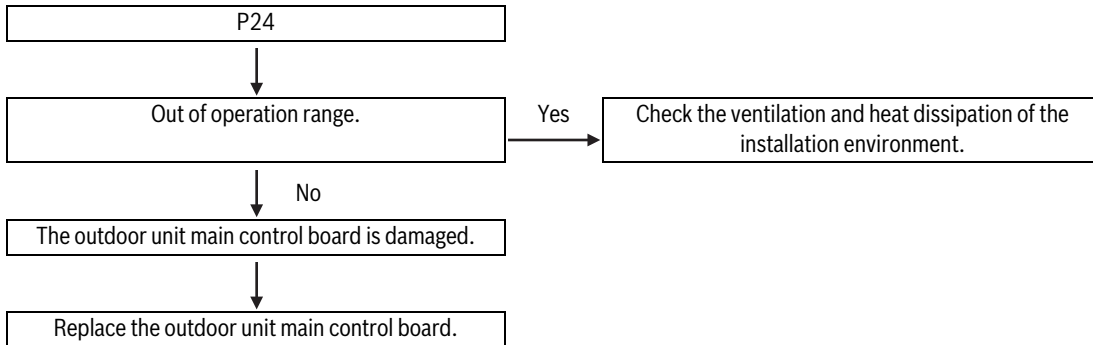 P24
Out of operation range.
Yes
Check the ventilation and heat dissipation of the
installation environment.
No
The outdoor unit main control board is damaged.
Replace the outdoor unit main control board.